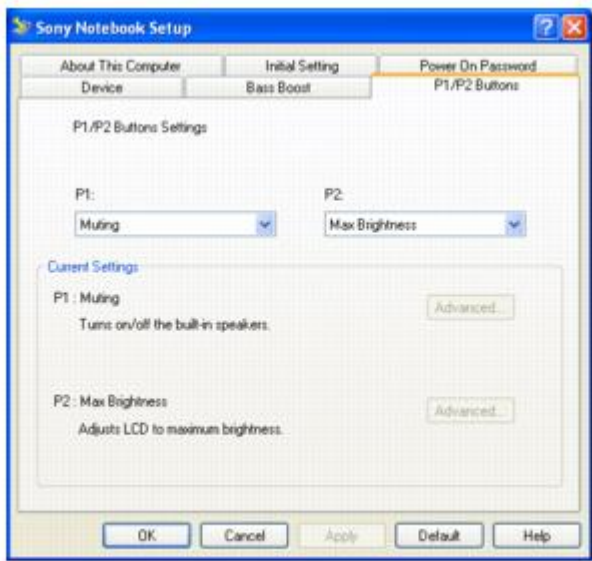 Sony Notebook Setup
About This Computer Initial Setting Power On Password
Device Bass Boost P1/P2 Buttons
P1/P2 Buttons Settings
P1: P2:
Muting Max Brightness
Current Settings
P1 : Muting Advanced...
Turns on/off the built-in speakers.
P2 : Max Brightness Advanced...
Adjusts LCD to maximum brightness.
OK Cancel Apply Default Help